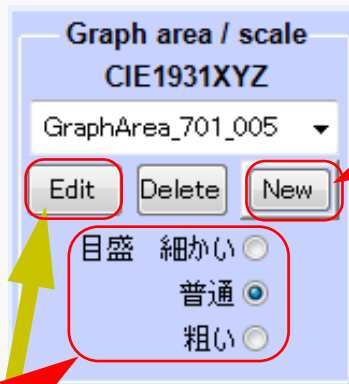 Graph area / scale
CIE1931XYZ
GraphArea_701_005
Edit Delete New
目盛 細かい
普通
粗い